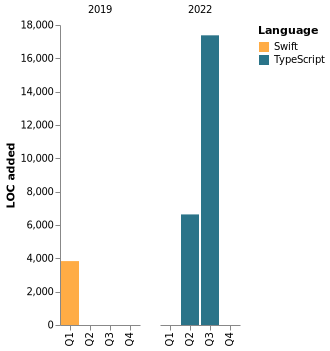 2019
2022
Language
Swift
TypeScript
LOC added
18,000
16,000
14,000
12,000
10,000
8,000
6,000
4,000
2,000
0
Q1
Q2
Q3
Q4
Q1
Q2
Q3
Q4